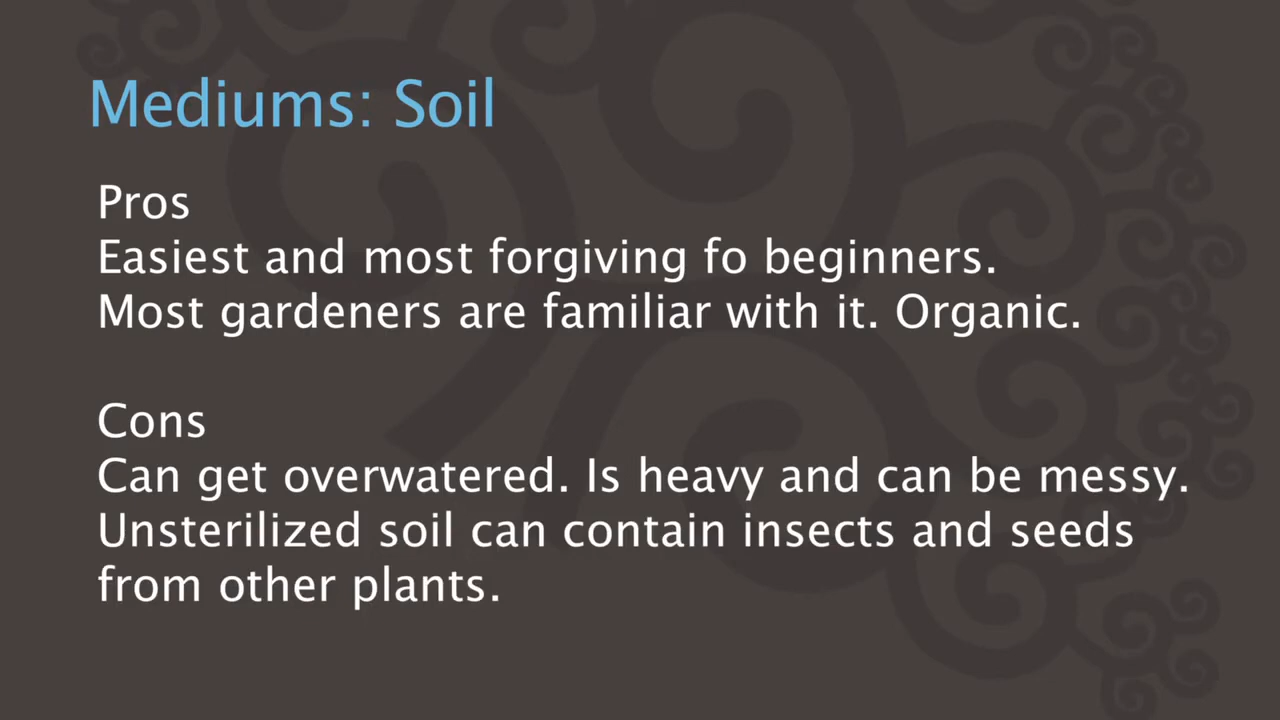 Mediums: Soil
Pros
Easiest and most forgiving fo beginners.
Most gardeners are familiar with it. Organic.
Cons
Can get overwatered. Is heavy and can be messy.
Unsterilized soil can contain insects and seeds
from other plants.